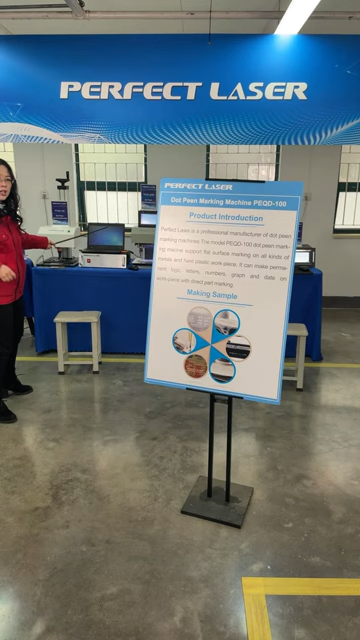 PERFECT LASER
PERFECT LASER
Dot Peen Marking Machine PEQD-100
Product Introduction
Perfect Laser is a professional manufacturer of dot peen
marking machines The model PEQD-100 dot peen mark-
ing machine support flat surface marking on all kinds of
metals and hard plastic work-piece. It can make perma-
nent logo, letters, numbers, graph and date on
work-piece with direct part marking.
Making Sample